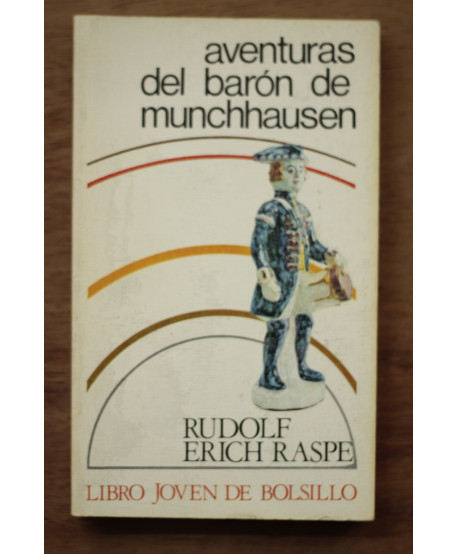 aventuras
del barón de
munchhausen
RUDOLF
ERICH RASPE
LIBRO JOVEN DE BOLSILLO